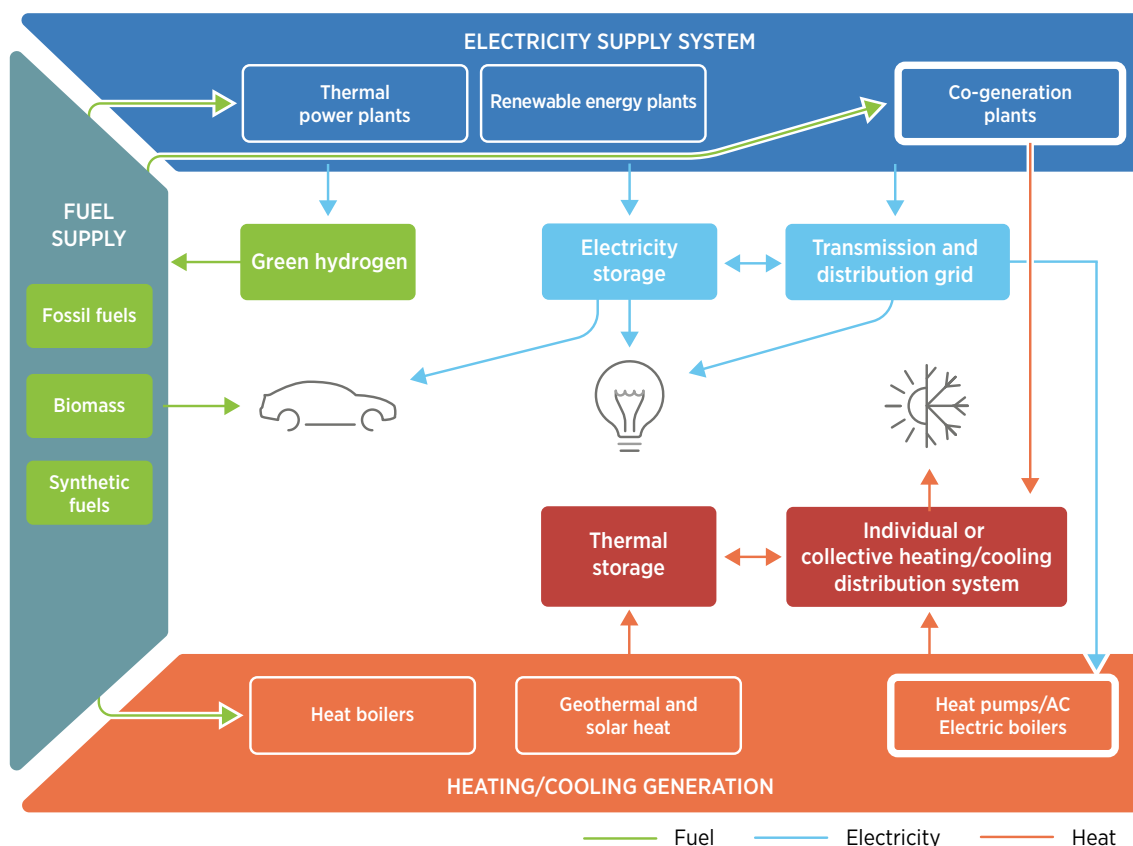 ELECTRICITY SUPPLY SYSTEM
Thermal
power plants
Renewable energy plants
Co-generation
plants
FUEL
SUPPLY
Fossil fuels
Biomass
Synthetic
fuels
Green hydrogen
Electricity
storage
Transmission and
distribution grid
Thermal
storage
Individual or
collective heating/cooling
distribution system
Heat boilers
Geothermal and
solar heat
Heat pumps/AC
Electric boilers
HEATING/COOLING GENERATION
Fuel
Electricity
Heat